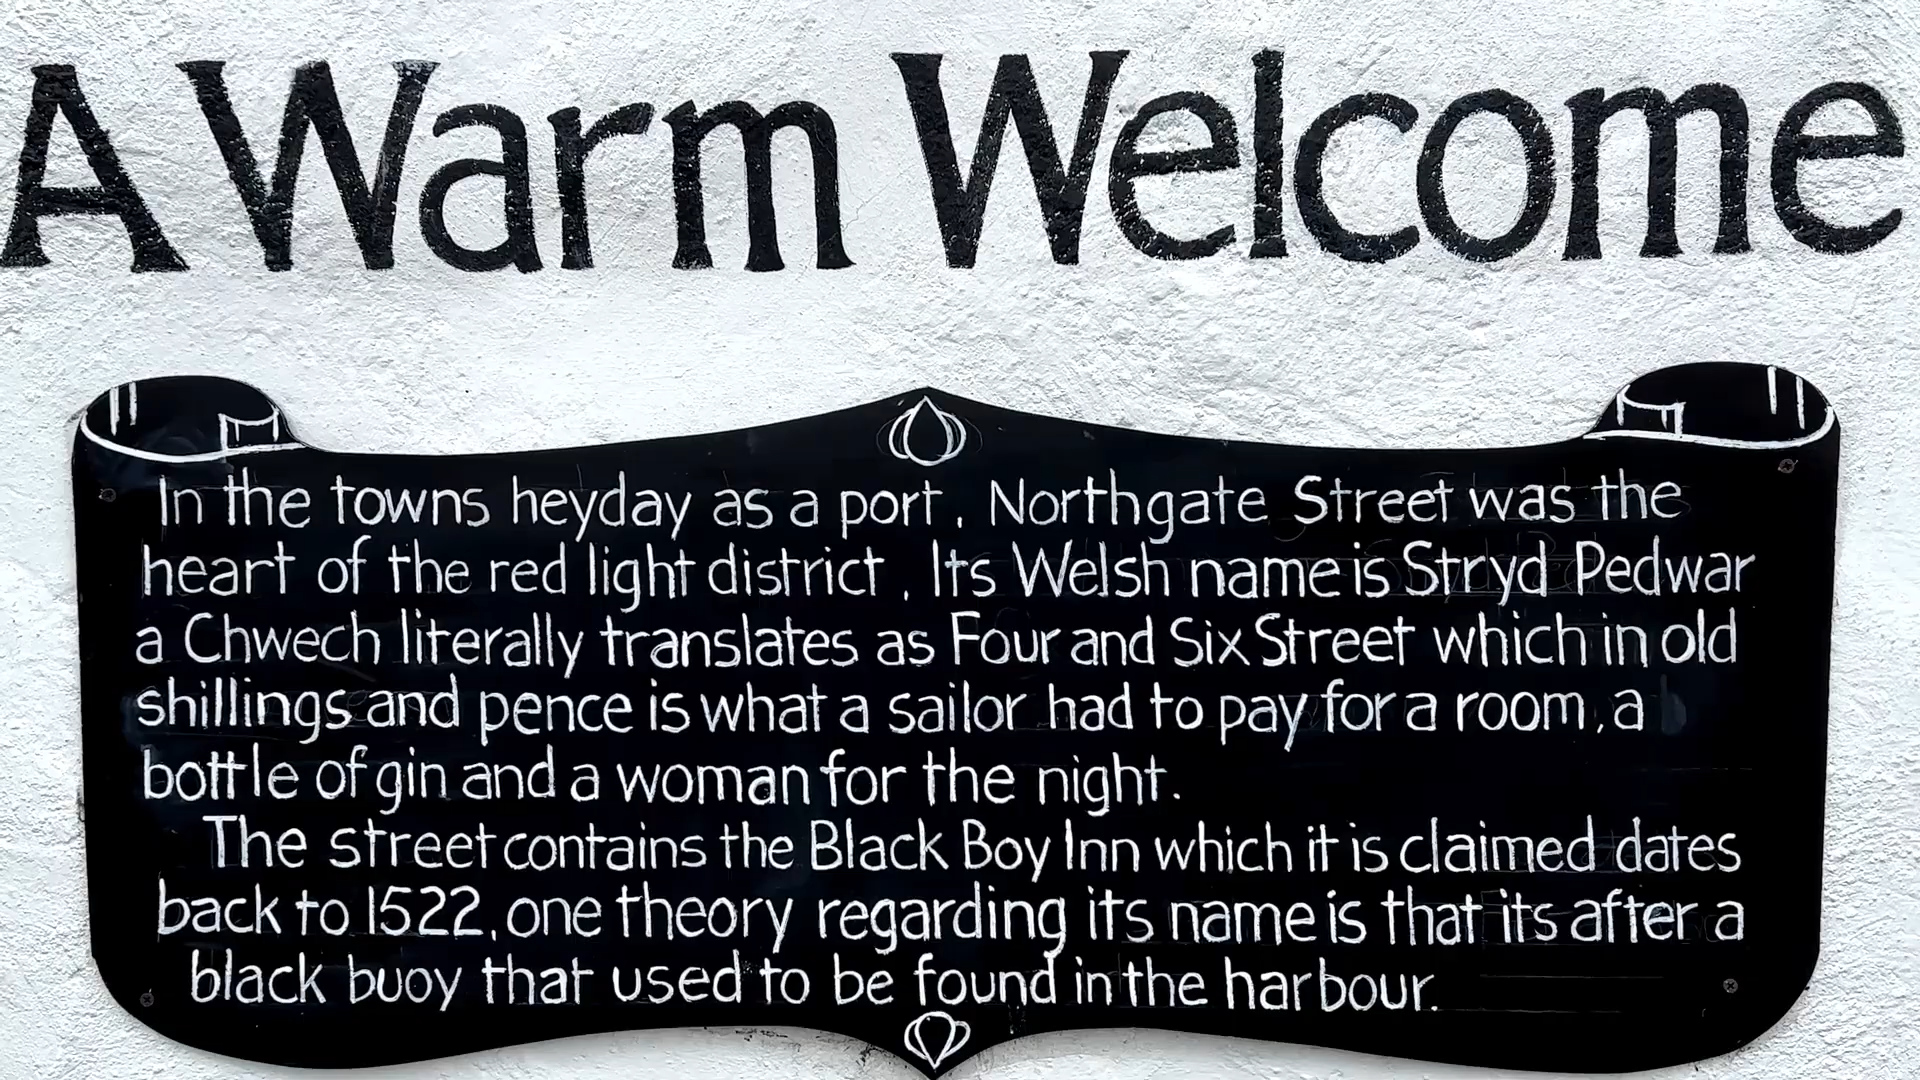 A Warm Welcome
In the towns heyday as a port, Northgate Street was the
heart of the red light district. Its Welsh name is Stryd Pedwar
a Chwech literally translates as Four and Six Street which in old
shillings and pence is what a sailor had to pay for a room, a
bottle of gin and a woman for the night.
The street contains the Black Boy Inn which it is claimed dates
back to 1522, one theory regarding its name is that its after a
black buoy that used to be found in the harbour.